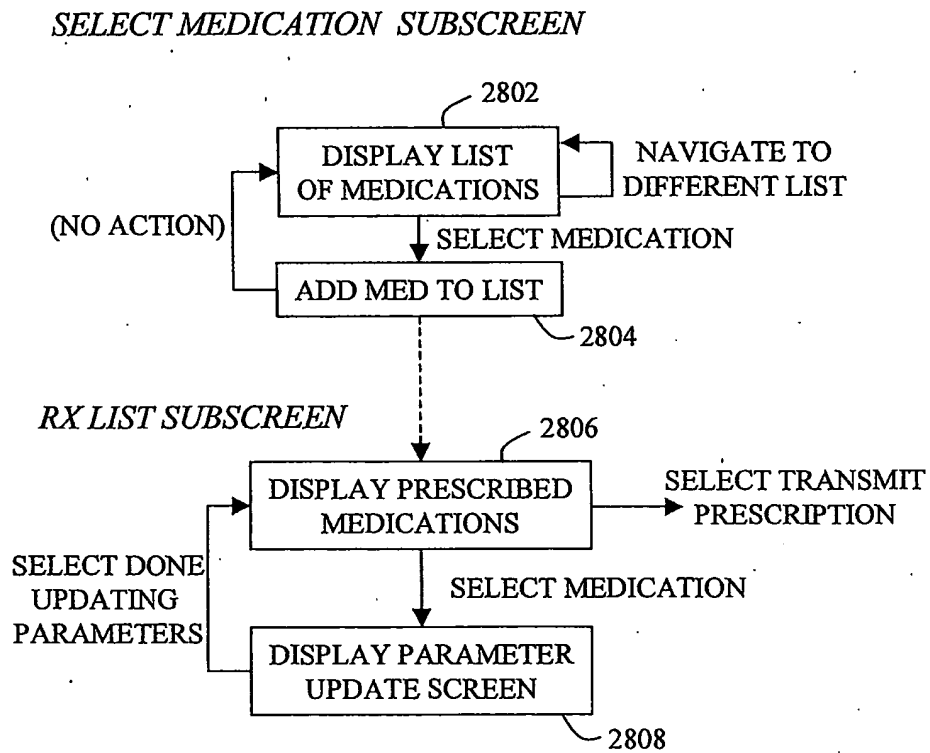 SELECT MEDICATION SUBSCREEN
2802
DISPLAY LIST
OF MEDICATIONS
NAVIGATE TO
DIFFERENT LIST
(NO ACTION)
SELECT MEDICATION
ADD MED TO LIST
2804
RX LIST SUBSCREEN
2806
DISPLAY PRESCRIBED
MEDICATIONS
SELECT TRANSMIT
PRESCRIPTION
SELECT DONE
UPDATING
PARAMETERS
SELECT MEDICATION
DISPLAY PARAMETER
UPDATE SCREEN
2808